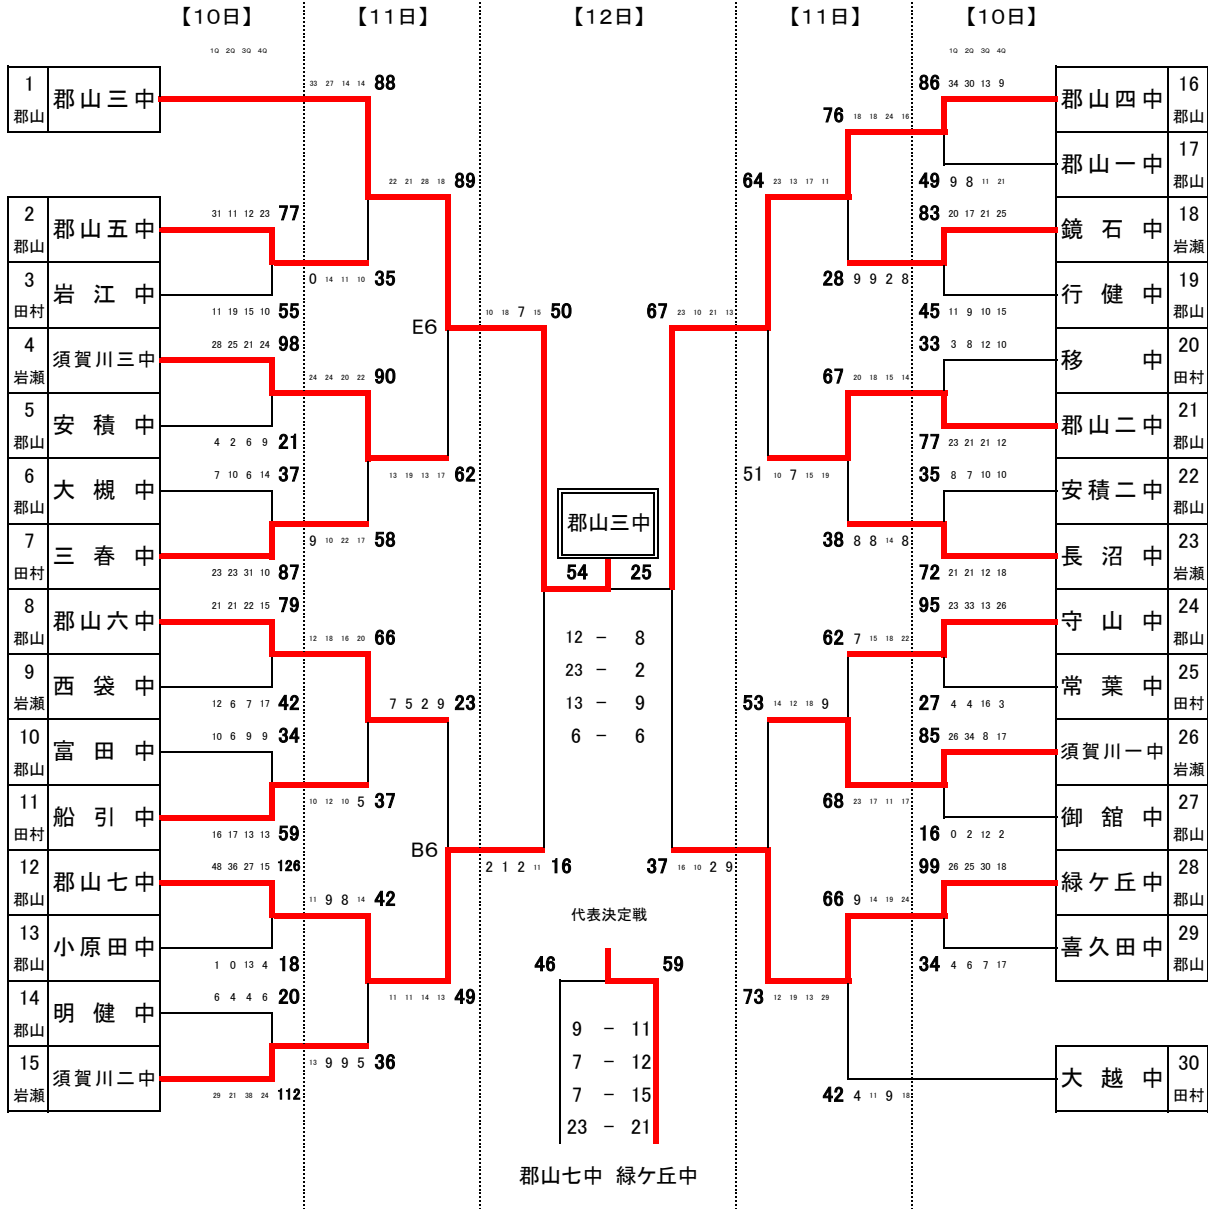 【10日】 【11日】 【12日】 【11日】 【10日】
1Q 2Q 3Q 4Q 1Q 2Q 3Q 4Q
1 郡山 郡山三中 33 27 14 14 88
86 34 30 13 9 郡山四中 16 郡山
76 18 18 24 16
郡山一中 17 郡山
49 9 8 11 21
22 21 28 18 89
64 23 13 17 11
2 郡山 郡山五中 31 11 12 23 77
83 20 17 21 25 鏡石中 18 岩瀬
0 14 11 10 35
28 9 9 2 8
3 田村 岩江中 11 19 15 10 55
45 11 9 10 15 行健中 19 郡山
E6 10 18 7 15 50
67 23 10 21 13
4 岩瀬 須賀川三中 28 25 21 24 98
33 3 8 12 10 移中 20 田村
24 24 20 22 90
67 20 18 15 14
5 郡山 安積中 4 2 6 9 21
77 23 21 21 12 郡山二中 21 郡山
13 19 13 17 62
51 10 7 15 19
6 郡山 大槻中 7 10 6 14 37
35 8 7 10 10 安積二中 22 郡山
郡山三中
9 10 22 17 58
38 8 8 14 8
7 田村 三春中 23 23 31 10 87
72 21 21 12 18 長沼中 23 岩瀬
54 25
8 郡山 郡山六中 21 21 22 15 79
95 23 33 13 26 守山中 24 郡山
12 - 8
12 18 16 20 66
62 7 15 18 22
23 - 2
9 岩瀬 西袋中 12 6 7 17 42
27 4 4 16 3 常葉中 25 田村
13 - 9
7 5 2 9 23
53 14 12 18 9
6 - 6
10 郡山 富田中 10 6 9 9 34
85 26 34 8 17 須賀川一中 26 岩瀬
10 12 10 5 37
68 23 17 11 17
11 田村 船引中 16 17 13 13 59
16 0 2 12 2 御舘中 27 郡山
B6 2 1 2 11 16
37 16 10 2 9
12 郡山 郡山七中 48 36 27 15 126
99 26 25 30 18 緑ケ丘中 28 郡山
11 9 8 14 42
66 9 14 19 24
代表決定戦
13 郡山 小原田中 1 0 13 4 18
34 4 6 7 17 喜久田中 29 郡山
46 59
11 11 14 13 49
73 12 19 13 29
14 郡山 明健中 6 4 4 6 20
9 - 11
13 9 9 5 36
7 - 12
15 岩瀬 須賀川二中 29 21 38 24 112
42 4 11 9 18 大越中 30 田村
7 - 15
23 - 21
郡山七中 緑ケ丘中